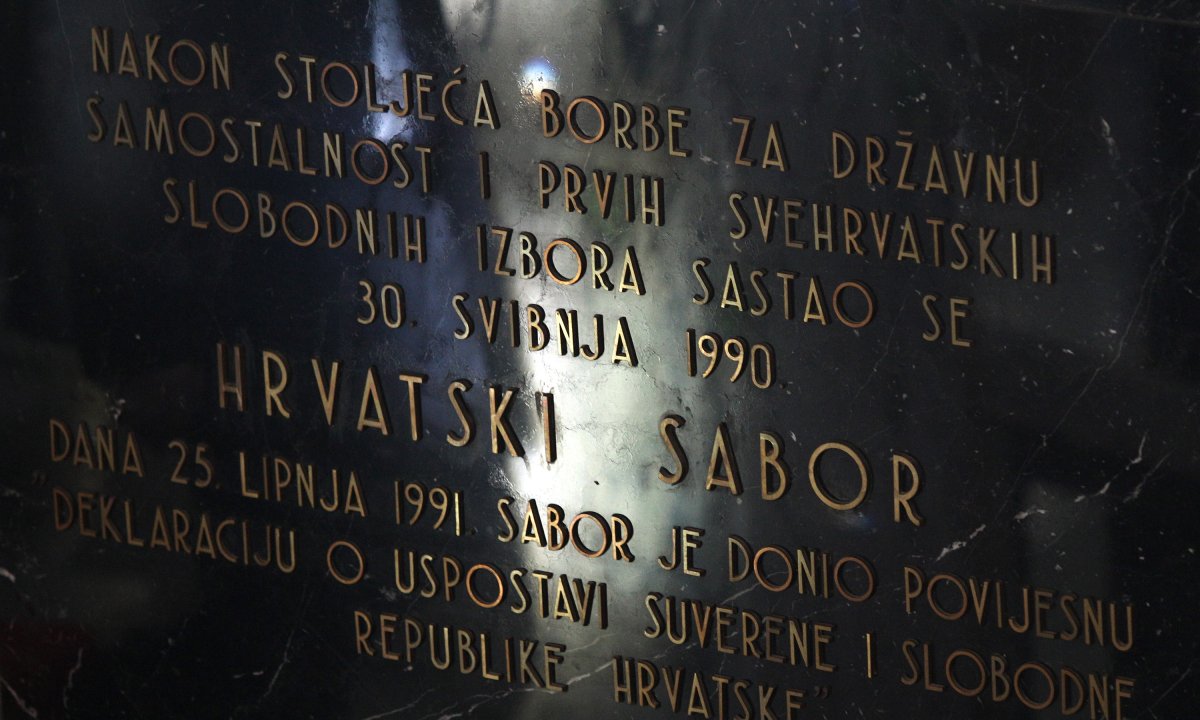 NAKON STOLJEĆA BORBE ZA DRŽAVNU
SAMOSTALNOST I PRVIH SVEHRVATSKIH
SLOBODNIH IZBORA SASTAO SE
30. SVIBNJA 1990.
HRVATSKI SABOR
DANA 25. LIPNJA 1991. SABOR JE DONIO POVIJESNU
"DEKLARACIJU O USPOSTAVI SUVERENE I SLOBODNE
REPUBLIKE HRVATSKE"